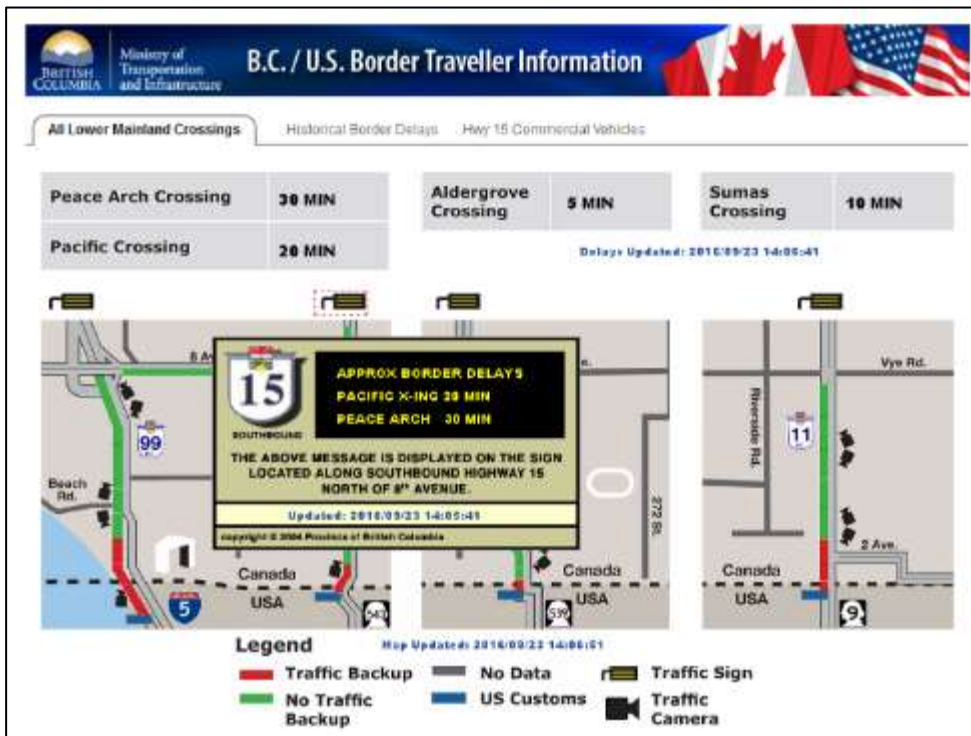 BRITISH
COLUMBIA
Ministry of
Transportation
and Infrastructure
B.C. / U.S. Border Traveller Information
All Lower Mainland Crossings
Historical Border Delays
Hwy 15 Commercial Vehicles
Peace Arch Crossing
30 MIN
Pacific Crossing
20 MIN
Aldergrove
Crossing
5 MIN
Sumas
Crossing
10 MIN
Delays Updated: 2016/09/23 14:06:41
8 Av
15
SOUTHBOUND
APPROX BORDER DELAYS
PACIFIC X-ING 20 MIN
PEACE ARCH 30 MIN
THE ABOVE MESSAGE IS DISPLAYED ON THE SIGN
LOCATED ALONG SOUTHBOUND HIGHWAY 15
NORTH OF 8TH AVENUE.
Updated: 2016/09/23 14:05:41
copyright © 2004 Province of British Columbia
99
Beach
Rd.
Canada
USA
5
543
e.
272 St.
Canada
USA
539
Vye Rd.
Riverside Rd.
11
2 Ave.
Canada
USA
9
Legend
Map Updated: 2016/09/23 14:06:51
Traffic Backup
No Data
Traffic Sign
No Traffic
Backup
US Customs
Traffic
Camera